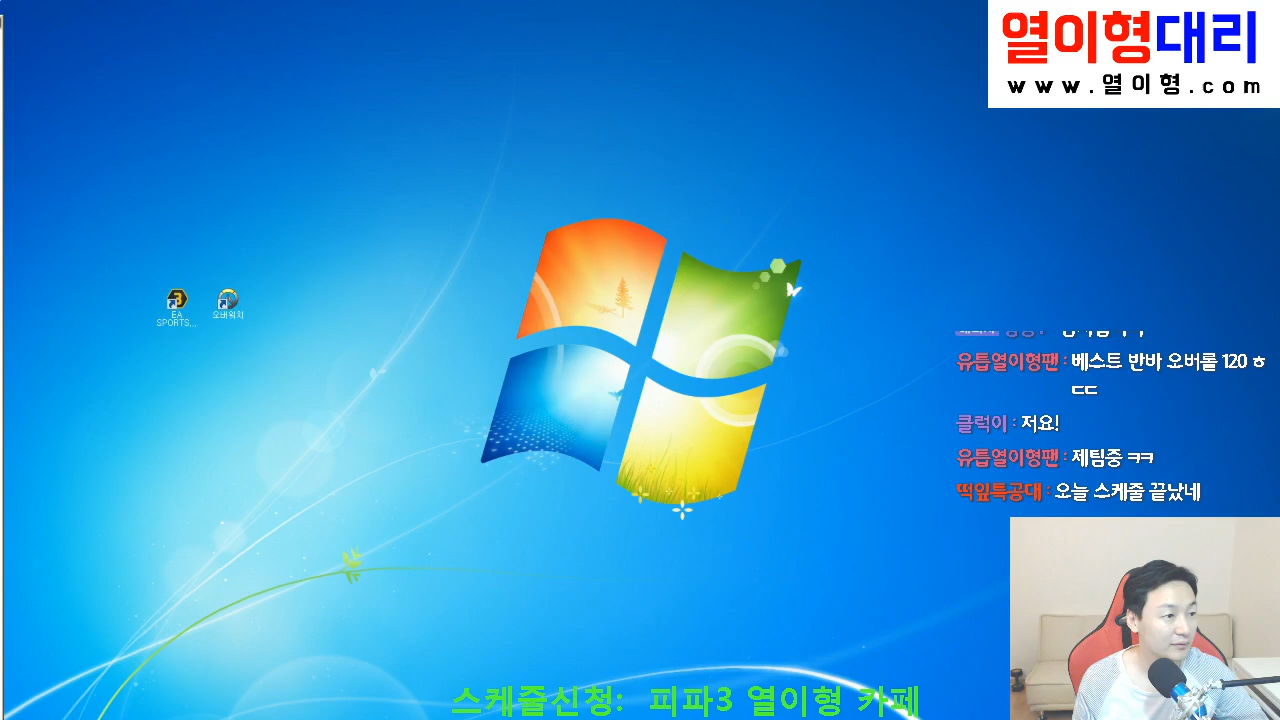 열이형대리
www.열이형.com
EA
SPORTS...
오버워치
유튭열이형팬 : 베스트 반바 오버롤 120 ㅎ
ㄷㄷ
클럭이 : 저요!
유튭열이형팬 : 제팀중 ㅋㅋ
떡잎특공대 : 오늘 스케줄 끝났네
스케줄신청: 피파3 열이형 카페